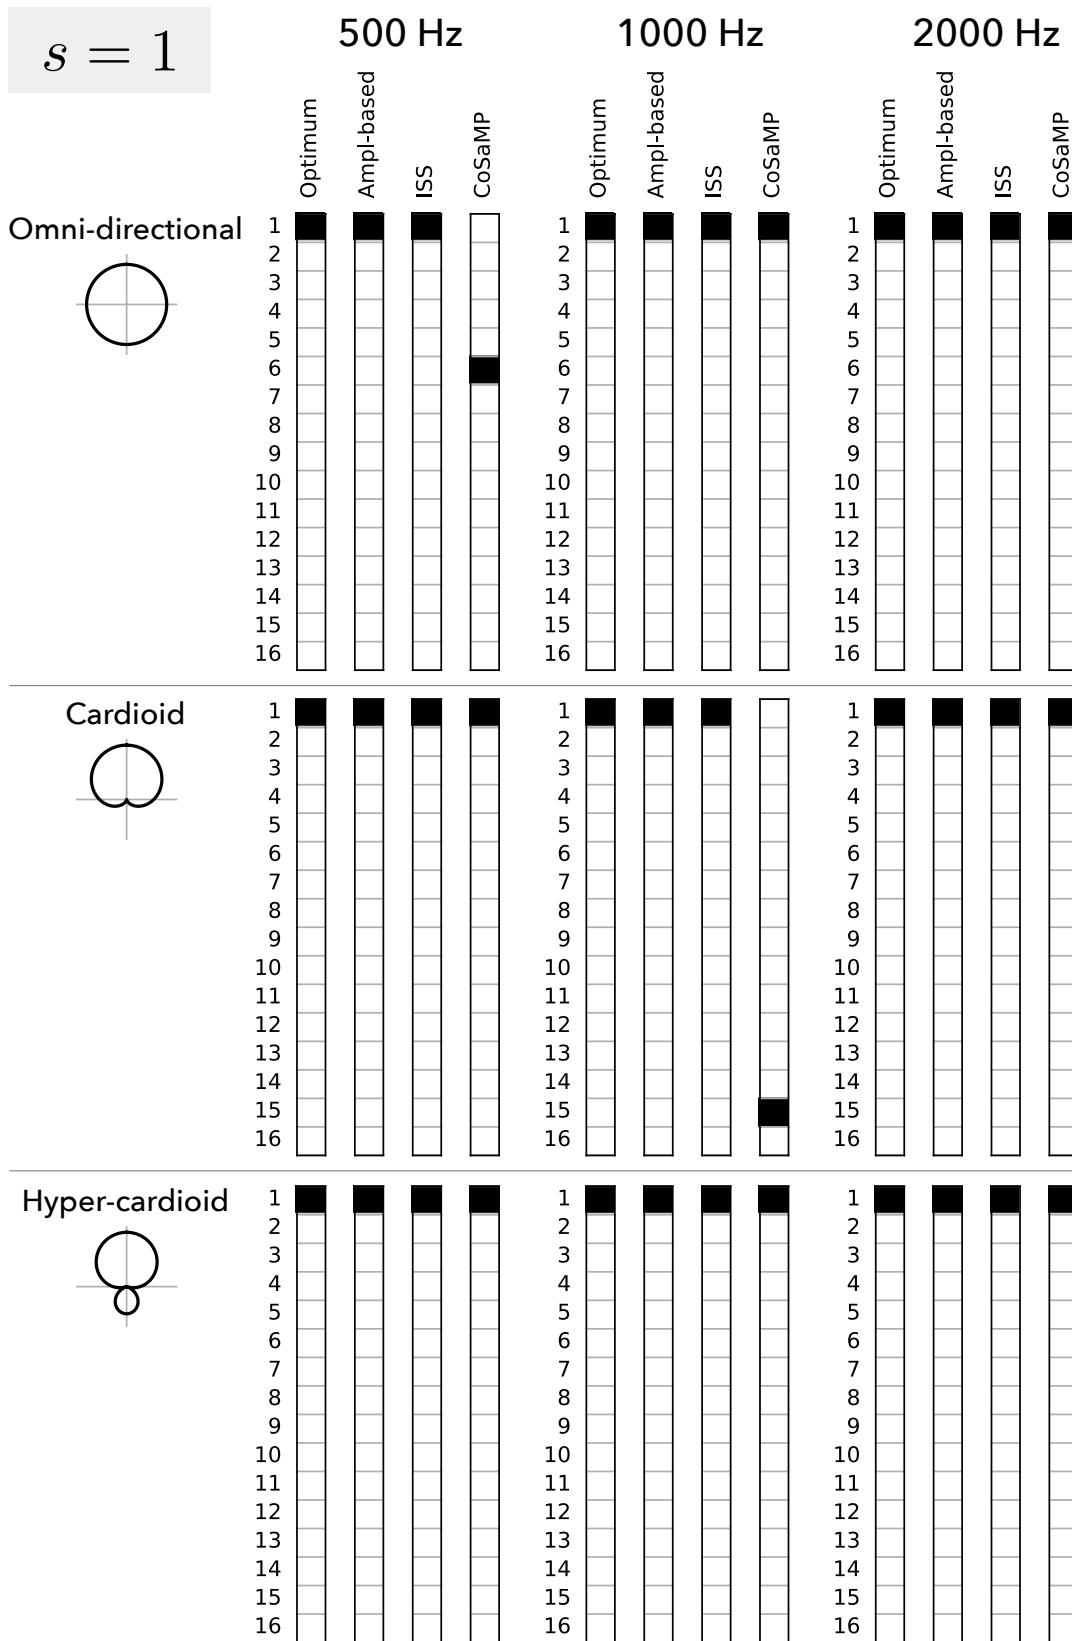 s = 1
500 Hz 1000 Hz 2000 Hz
Optimum Ampl-based ISS CoSaMP Optimum Ampl-based ISS CoSaMP Optimum Ampl-based ISS CoSaMP
Omni-directional 1 1 1
2 2 2
3 3 3
4 4 4
5 5 5
6 6 6
7 7 7
8 8 8
9 9 9
10 10 10
11 11 11
12 12 12
13 13 13
14 14 14
15 15 15
16 16 16
Cardioid 1 1 1
2 2 2
3 3 3
4 4 4
5 5 5
6 6 6
7 7 7
8 8 8
9 9 9
10 10 10
11 11 11
12 12 12
13 13 13
14 14 14
15 15 15
16 16 16
Hyper-cardioid 1 1 1
2 2 2
3 3 3
4 4 4
5 5 5
6 6 6
7 7 7
8 8 8
9 9 9
10 10 10
11 11 11
12 12 12
13 13 13
14 14 14
15 15 15
16 16 16